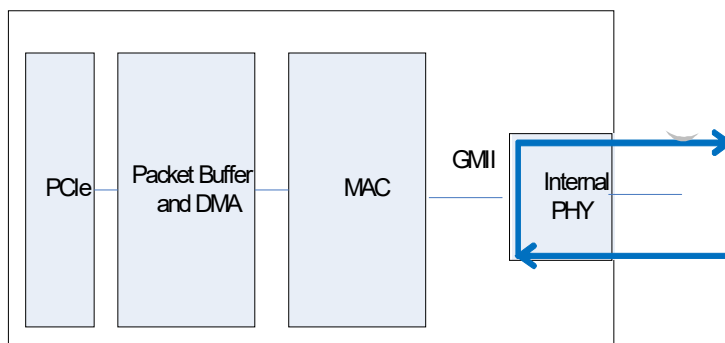 PCIe
Packet Buffer
and DMA
MAC
GMII
Internal
PHY